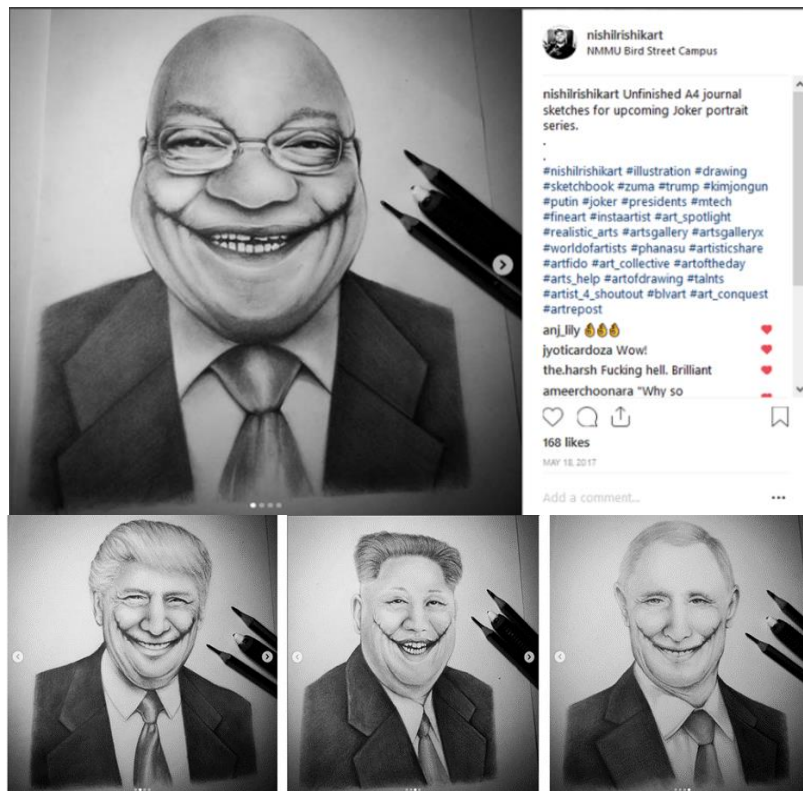 nishilrishikart
NMMU Bird Street Campus
nishilrishikart Unfinished A4 journal
sketches for upcoming Joker portrait
series.
.
.
#nishilrishikart #illustration #drawing
#sketchbook #zuma #trump #kimjongun
#putin #joker #presidents #mtech
#fineart #instaartist #art_spotlight
#realistic_arts #artsgallery #artsgalleryx
#worldofartists #phanasu #artisticshare
#artfido #art_collective #artoftheday
#arts_help #artofdrawing #talnts
#artist_4_shoutout #blvart #art_conquest
#artrepost
anj_lily 👌👌👌
jyoticardoza Wow!
the.harsh Fucking hell. Brilliant
ameerchoonara "Why so
168 likes
MAY 18, 2017
Add a comment...